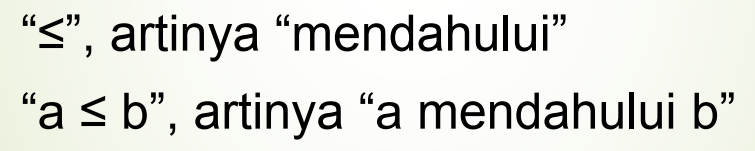 “≤”, artinya “mendahului”
“a ≤ b”, artinya “a mendahului b”